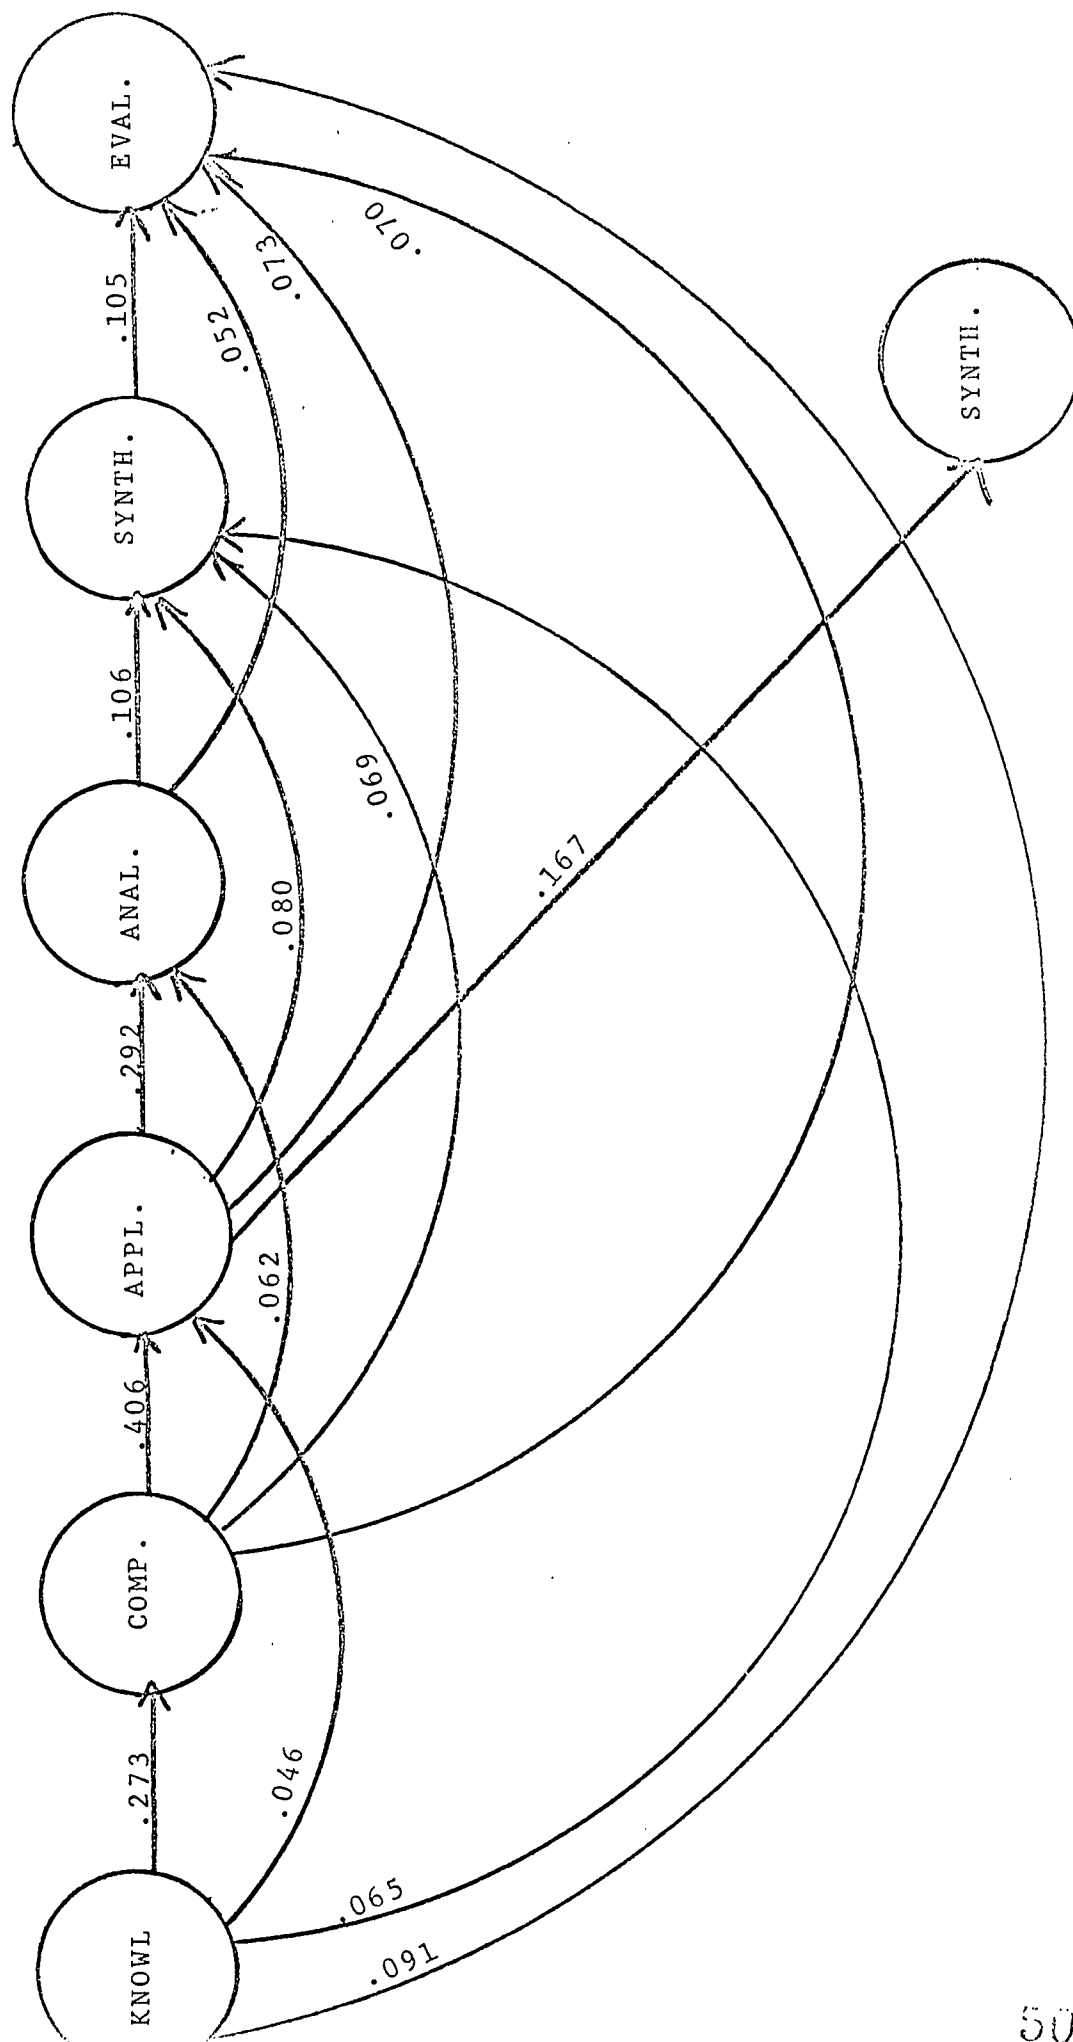 KNOWL
.273
COMP.
.406
APPL.
.292
ANAL.
.106
SYNTH.
.105
EVAL.
.046
.062
.080
.069
.052
.073
.070
.065
.091
.167
SYNTH.
50